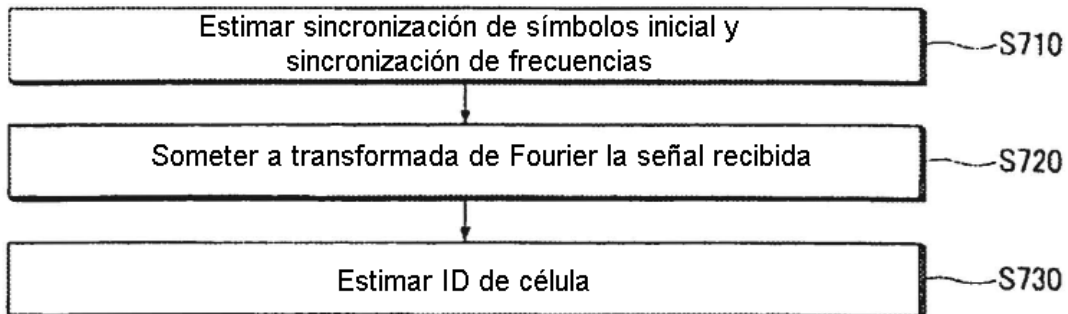 Estimar sincronización de símbolos inicial y
sincronización de frecuencias
S710
Someter a transformada de Fourier la señal recibida
S720
Estimar ID de célula
S730